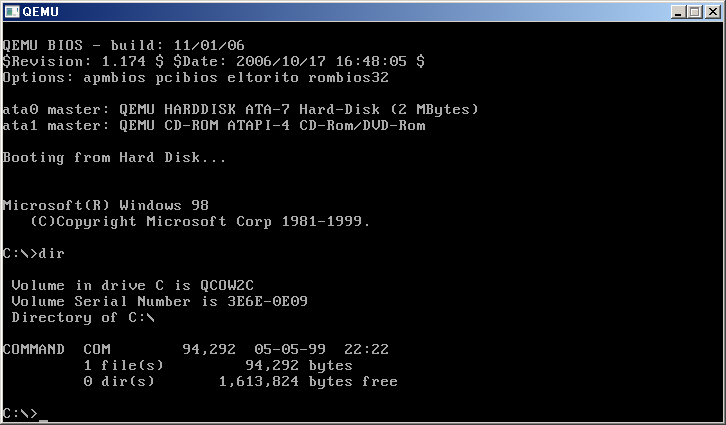 QEMU
QEMU BIOS - build: 11/01/06
$Revision: 1.174 $ $Date: 2006/10/17 16:48:05 $
Options: apmbios pcibios eltorito rombios32
ata0 master: QEMU HARDDISK ATA-7 Hard-Disk (2 MBytes)
ata1 master: QEMU CD-ROM ATAPI-4 CD-Rom/DVD-Rom
Booting from Hard Disk...
Microsoft(R) Windows 98
(C)Copyright Microsoft Corp 1981-1999.
C:\>dir
Volume in drive C is QCOW2C
Volume Serial Number is 3E6E-0E09
Directory of C:\
COMMAND  COM        94,292  05-05-99  22:22
1 file(s)         94,292 bytes
0 dir(s)       1,613,824 bytes free
C:\>_